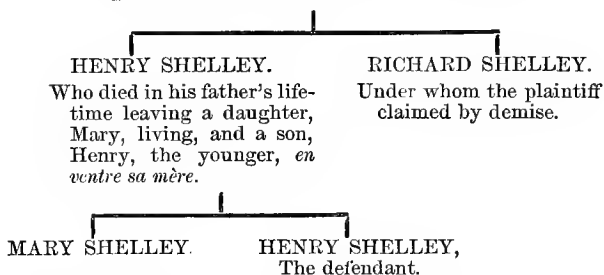 HENRY SHELLEY.
Who died in his father's life-
time leaving a daughter,
Mary, living, and a son,
Henry, the younger, en
ventre sa mère.
RICHARD SHELLEY.
Under whom the plaintiff
claimed by demise.
MARY SHELLEY.
HENRY SHELLEY,
The defendant.